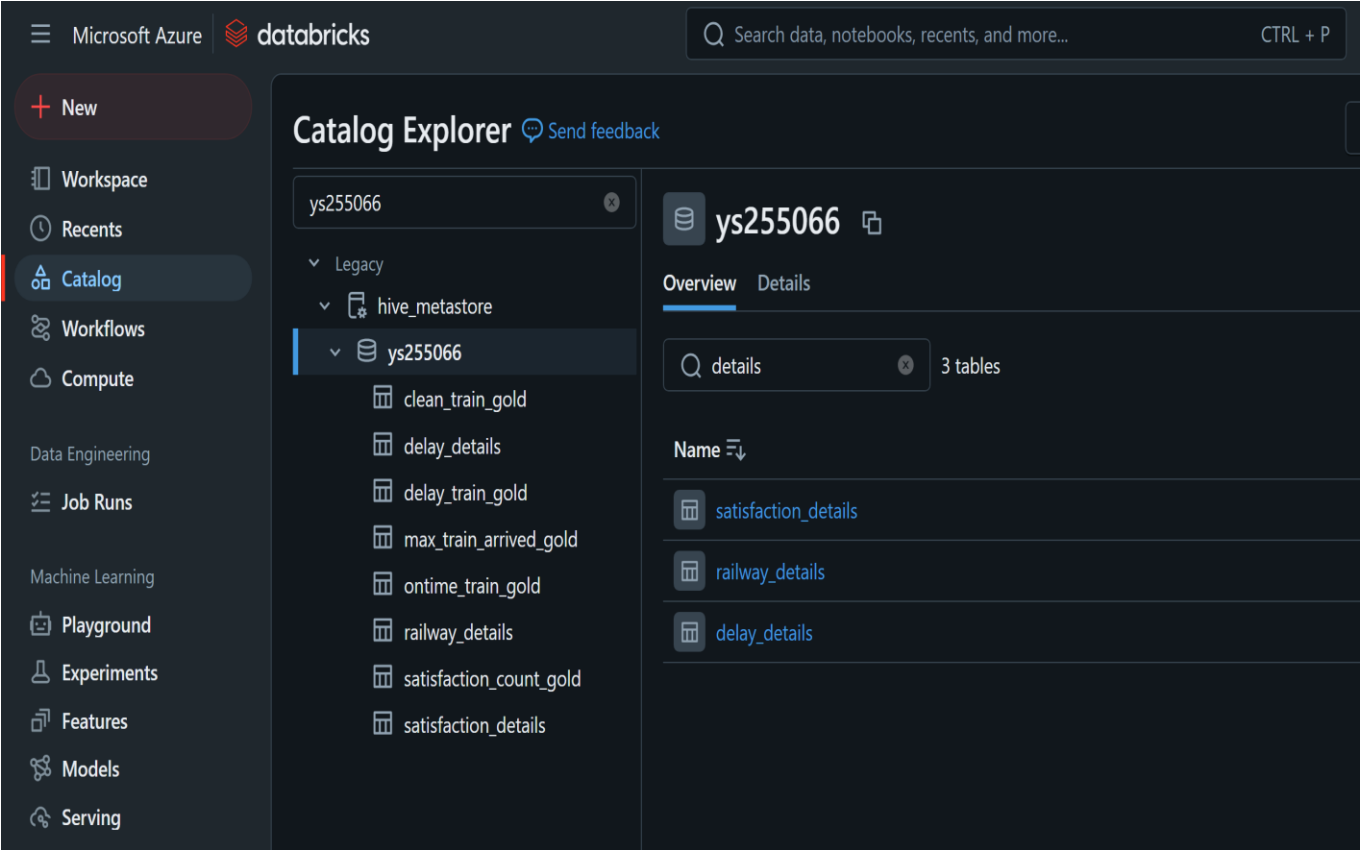 Microsoft Azure databricks
Search data, notebooks, recents, and more... CTRL + P
New
Workspace
Recents
Catalog
Workflows
Compute
Data Engineering
Job Runs
Machine Learning
Playground
Experiments
Features
Models
Serving
Catalog Explorer Send feedback
ys255066
Legacy
hive_metastore
ys255066
clean_train_gold
delay_details
delay_train_gold
max_train_arrived_gold
ontime_train_gold
railway_details
satisfaction_count_gold
satisfaction_details
ys255066
Overview Details
details 3 tables
Name
satisfaction_details
railway_details
delay_details